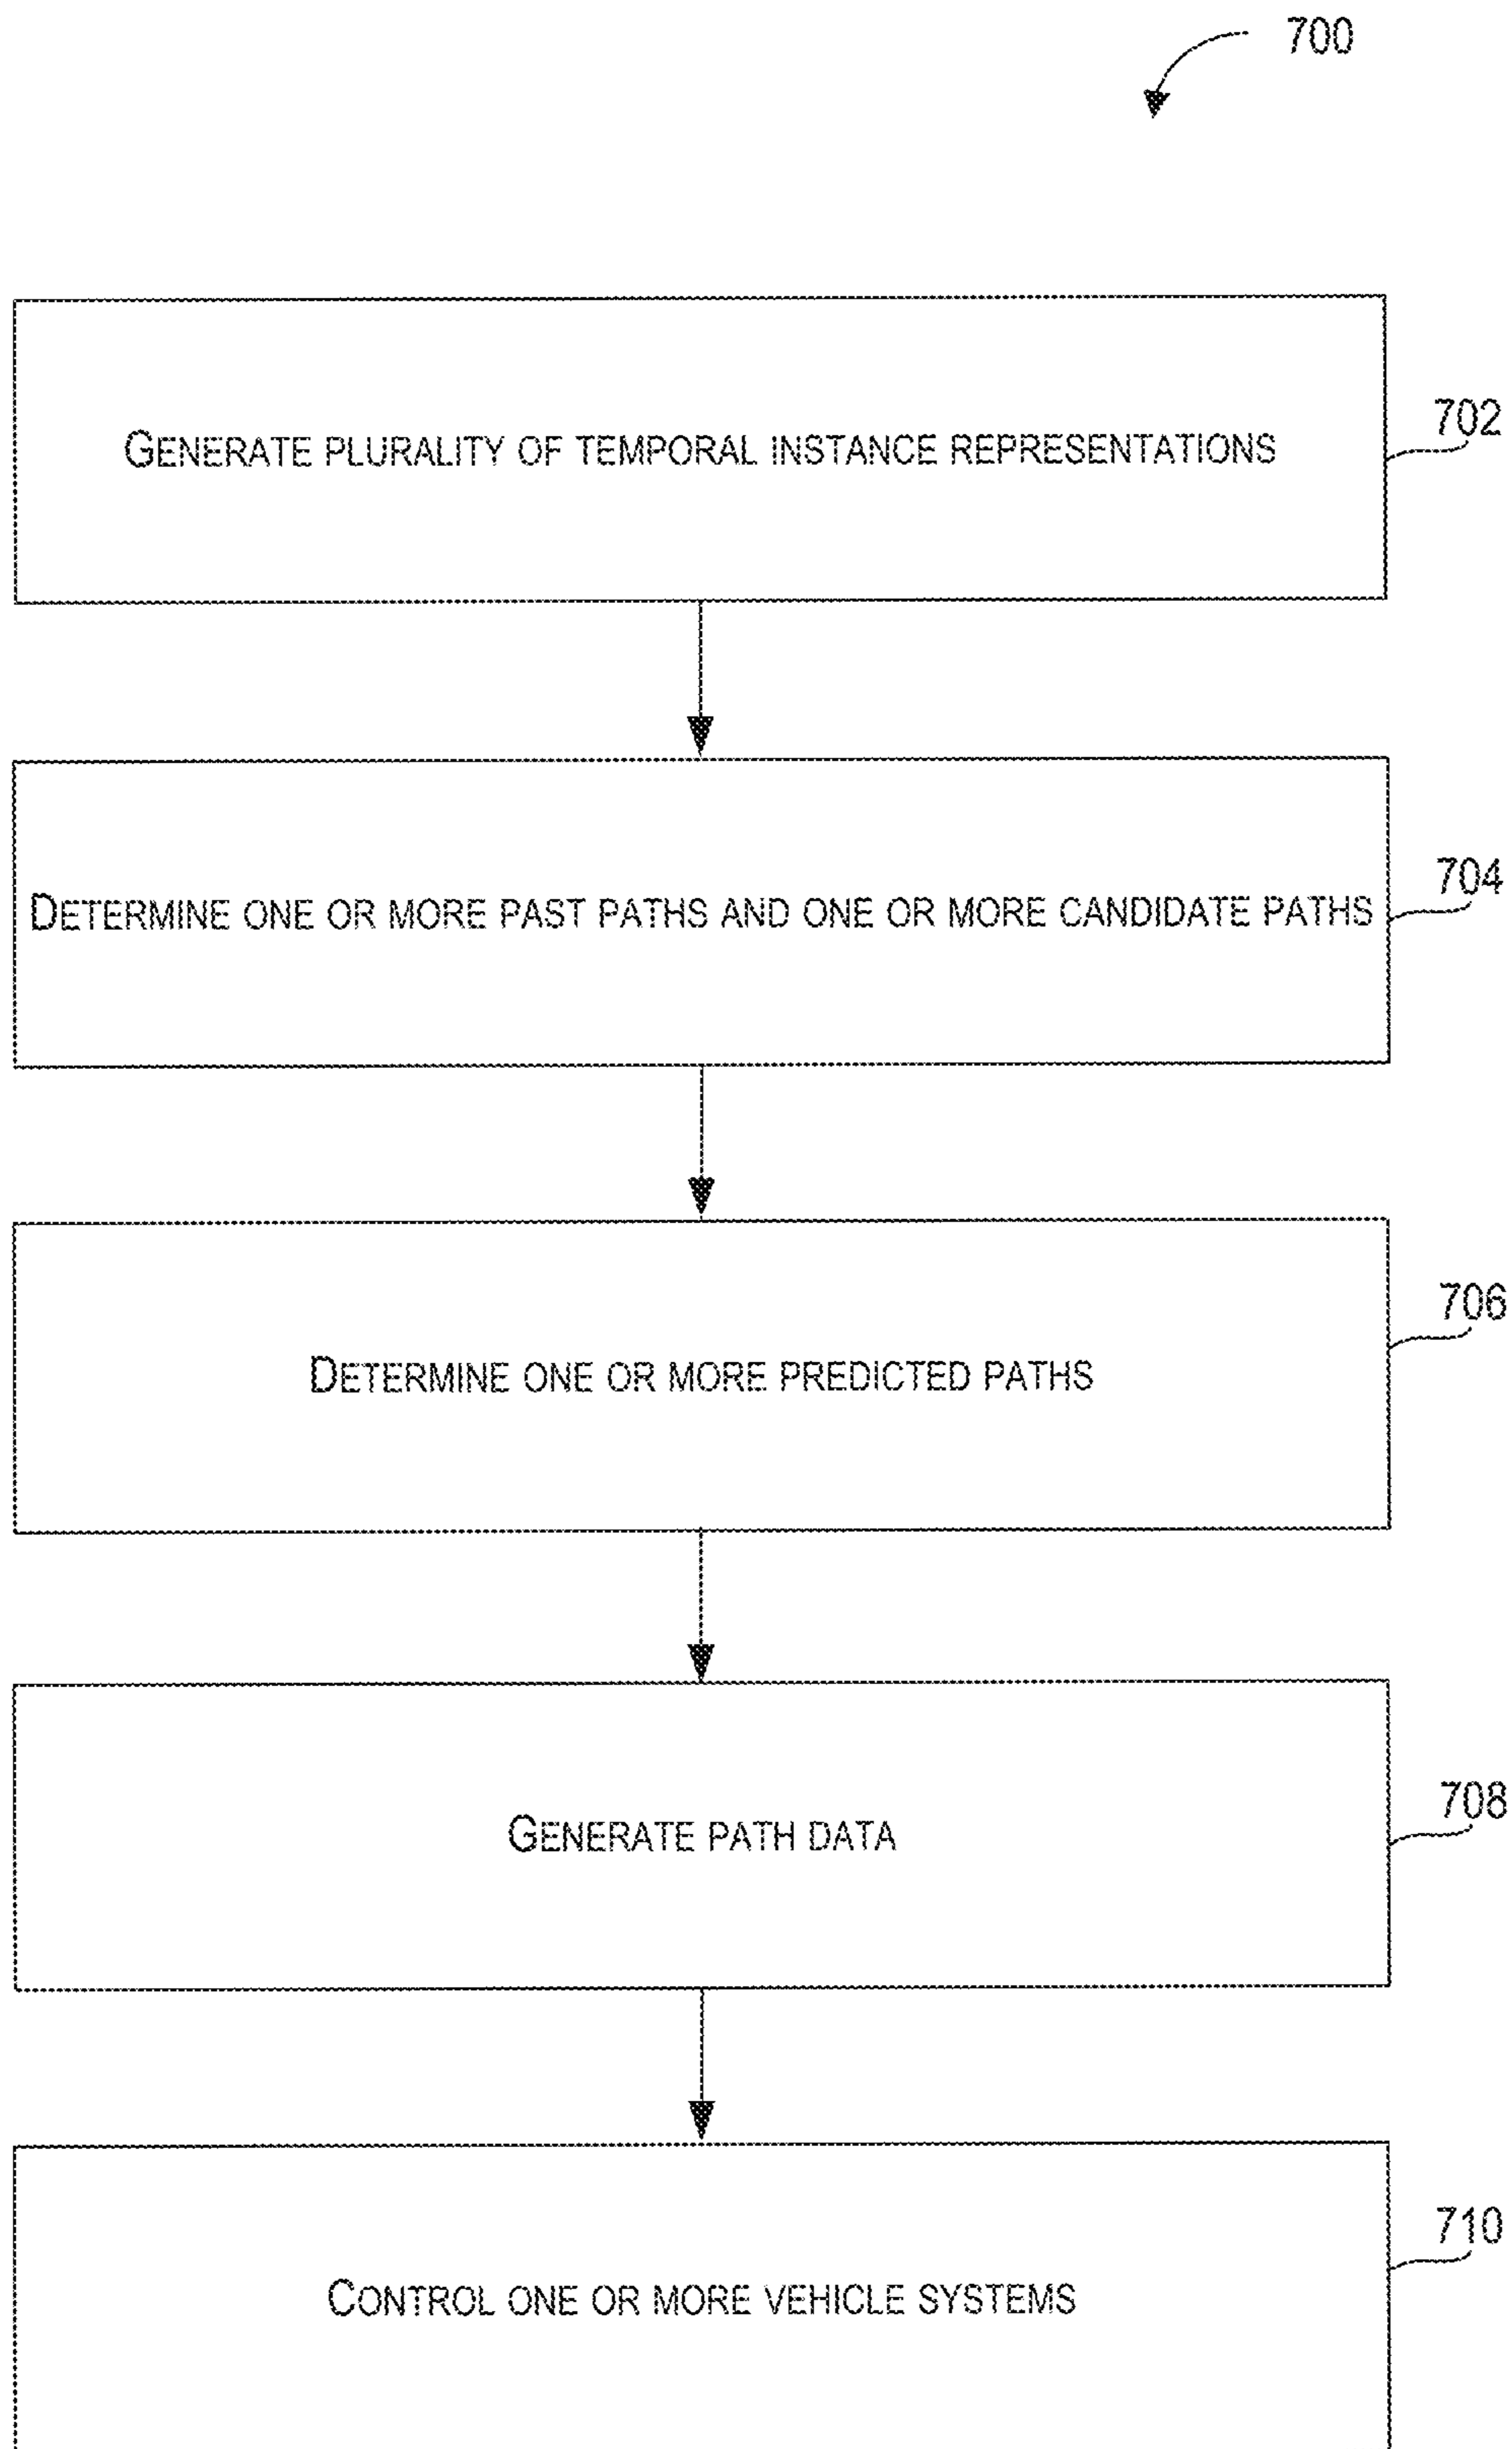 700
GENERATE PLURALITY OF TEMPORAL INSTANCE REPRESENTATIONS
702
DETERMINE ONE OR MORE PAST PATHS AND ONE OR MORE CANDIDATE PATHS
704
DETERMINE ONE OR MORE PREDICTED PATHS
706
GENERATE PATH DATA
708
CONTROL ONE OR MORE VEHICLE SYSTEMS
710